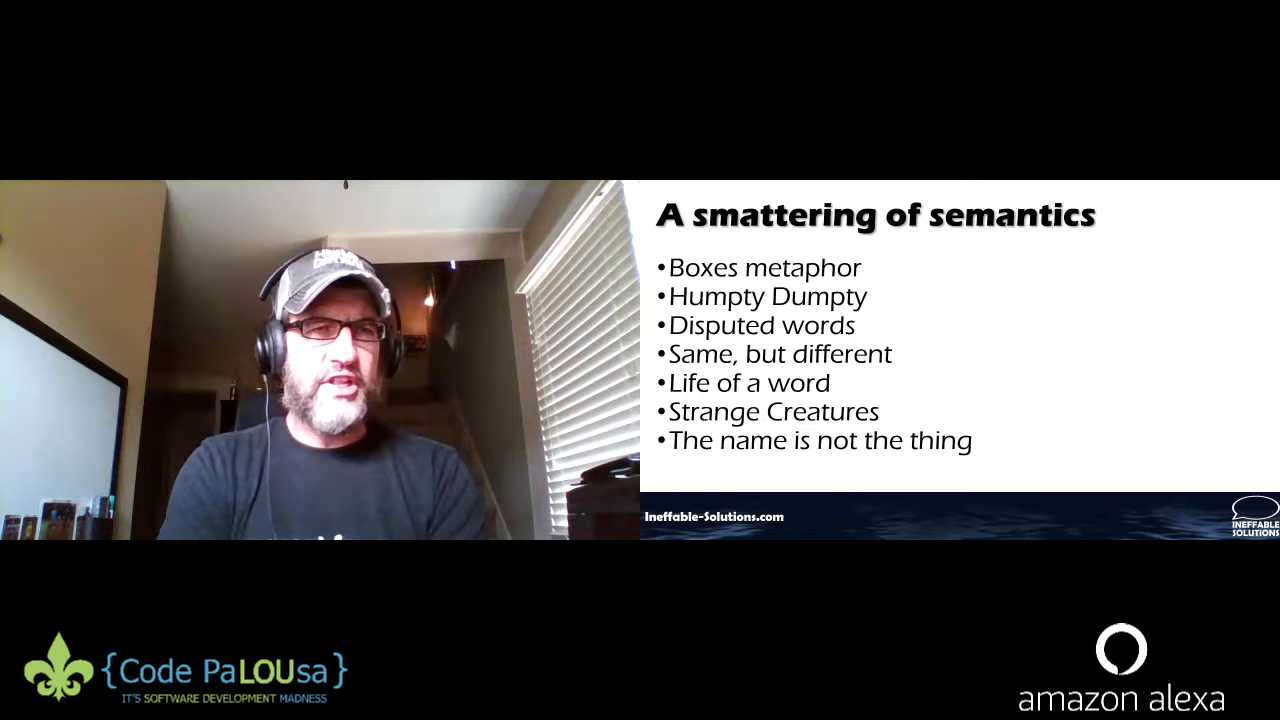 A smattering of semantics
•Boxes metaphor
•Humpty Dumpty
•Disputed words
•Same, but different
•Life of a word
•Strange Creatures
•The name is not the thing
Ineffable-Solutions.com
INEFFABLE
SOLUTIONS
{Code PaLOUsa}
IT'S SOFTWARE DEVELOPMENT MADNESS
amazon alexa